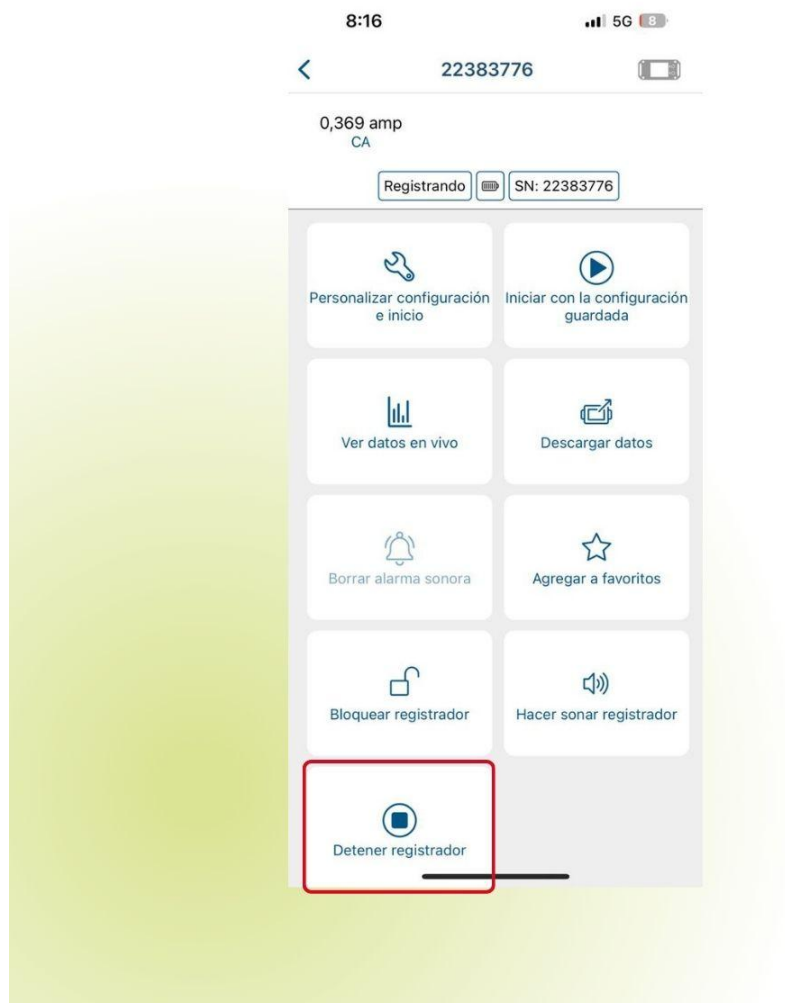 8:16 5G 8
22383776
0,369 amp
CA
Registrando SN: 22383776
Personalizar configuración
e inicio
Iniciar con la configuración
guardada
Ver datos en vivo
Descargar datos
Borrar alarma sonora
Agregar a favoritos
Bloquear registrador
Hacer sonar registrador
Detener registrador